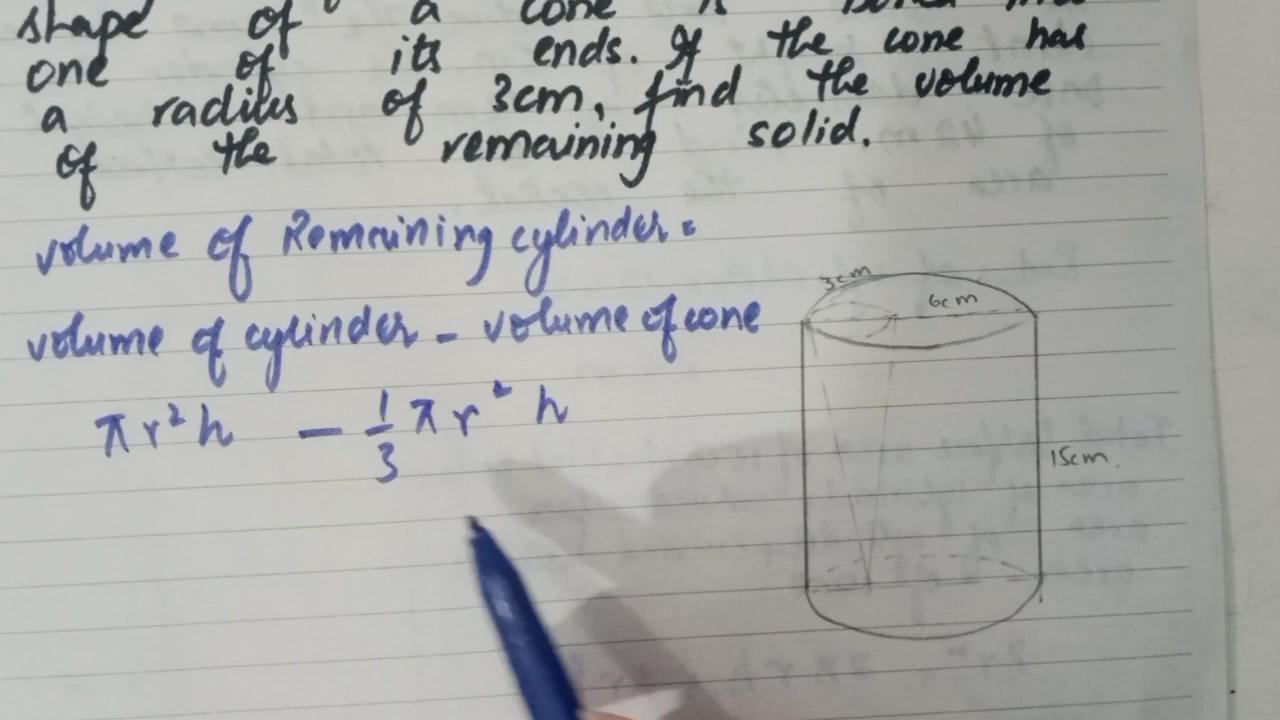 shape of a cone is
one of its ends. If the cone has
a radius of 3cm, find the volume
of the remaining solid.
volume of Remaining cylinder =
volume of cylinder - volume of cone
πr²h - 1/3 πr²h
3cm
6cm
15cm.